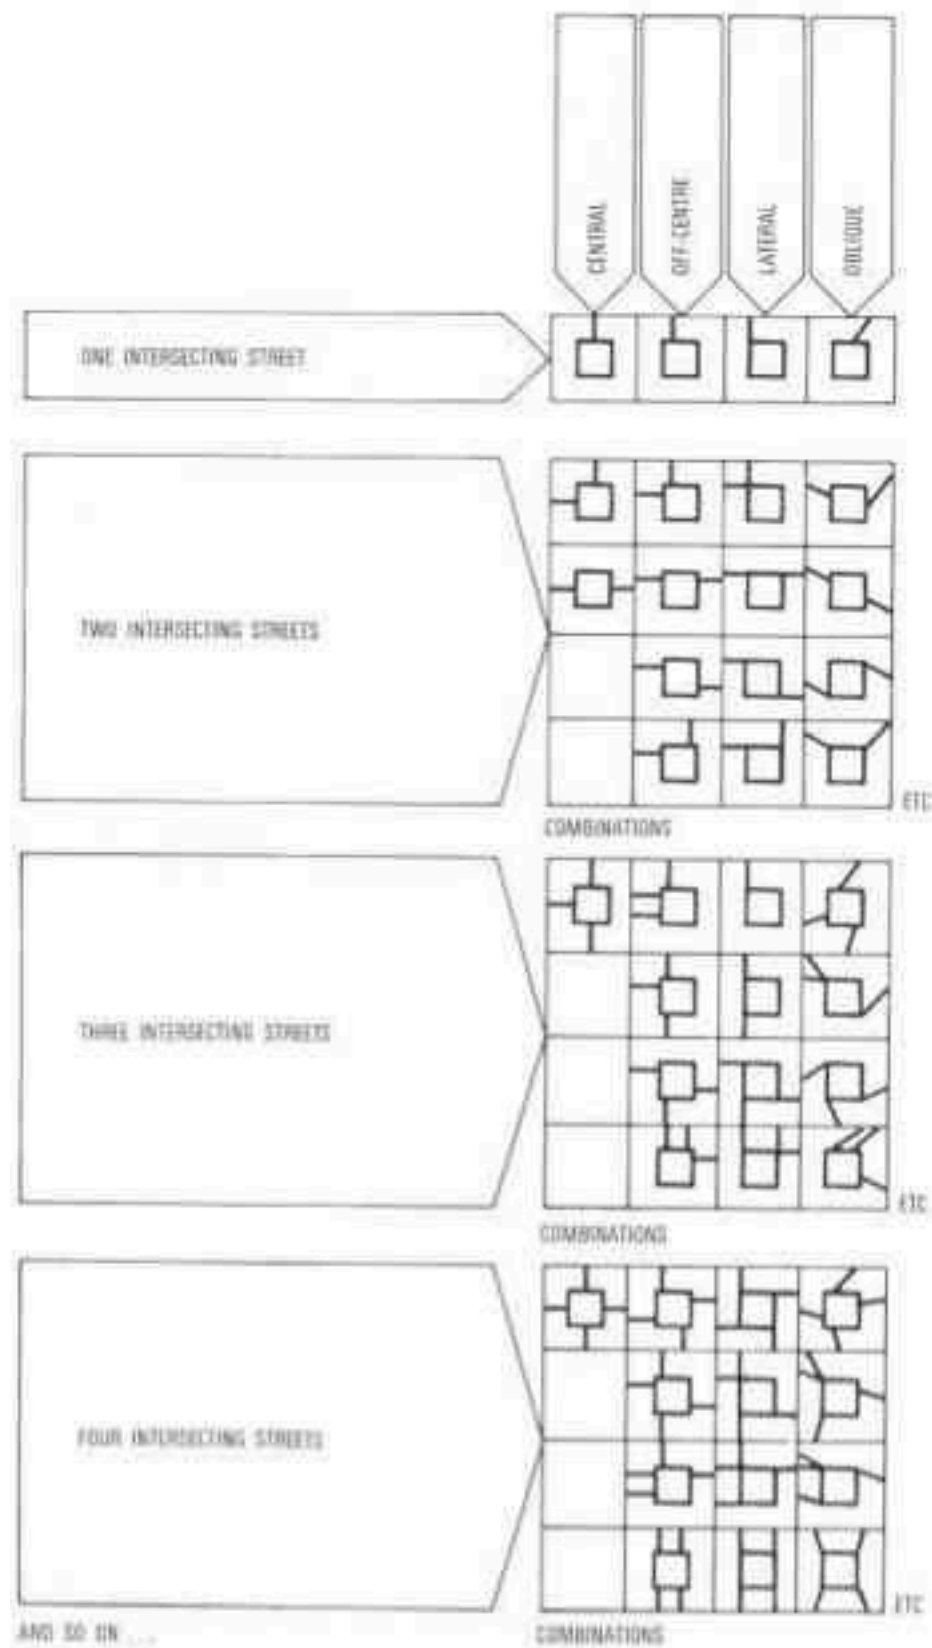 CENTRAL
OFF-CENTRE
LATERAL
OBLIQUE
ONE INTERSECTING STREET
TWO INTERSECTING STREETS
ETC
COMBINATIONS
THREE INTERSECTING STREETS
ETC
COMBINATIONS
FOUR INTERSECTING STREETS
ETC
AND SO ON ...
COMBINATIONS